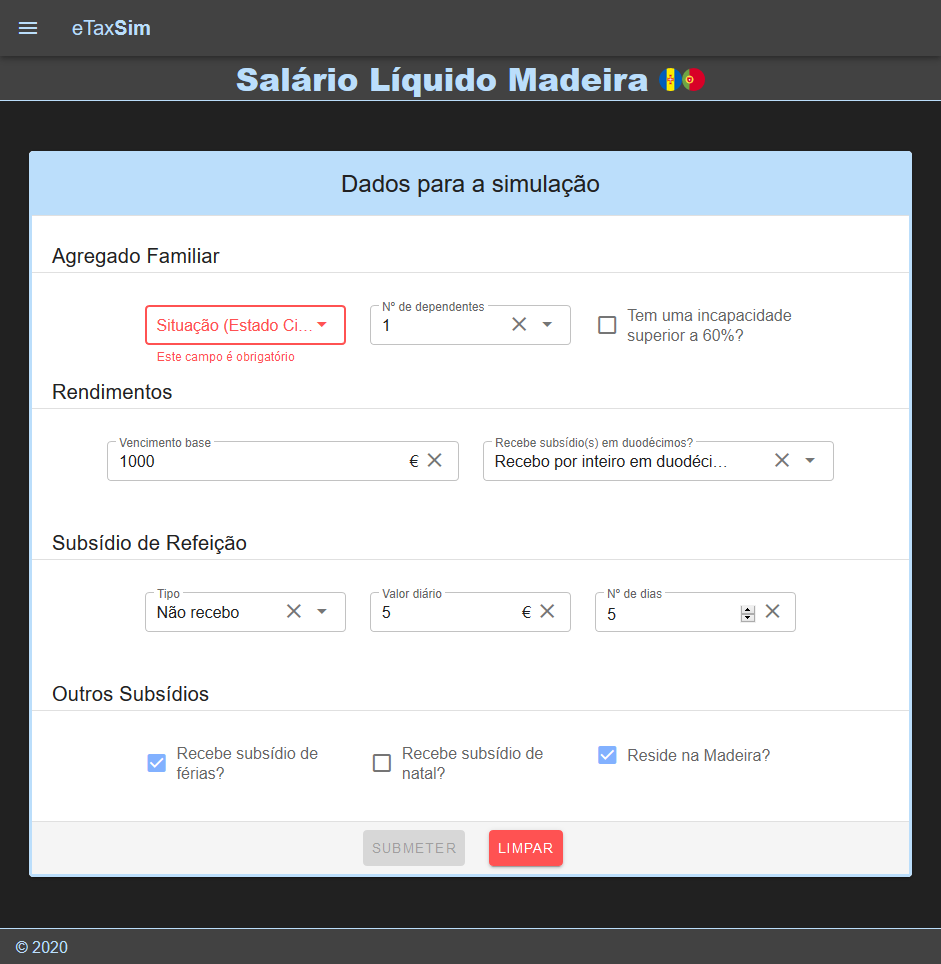 eTaxSim
Salário Líquido Madeira
Dados para a simulação
Agregado Familiar
Situação (Estado Ci...
Este campo é obrigatório
Nº de dependentes
1
Tem uma incapacidade
superior a 60%?
Rendimentos
Vencimento base
1000 €
Recebe subsídio(s) em duodécimos?
Recebo por inteiro em duodéci...
Subsídio de Refeição
Tipo
Não recebo
Valor diário
5 €
Nº de dias
5
Outros Subsídios
Recebe subsídio de
férias?
Recebe subsídio de
natal?
Reside na Madeira?
SUBMETER
LIMPAR
© 2020